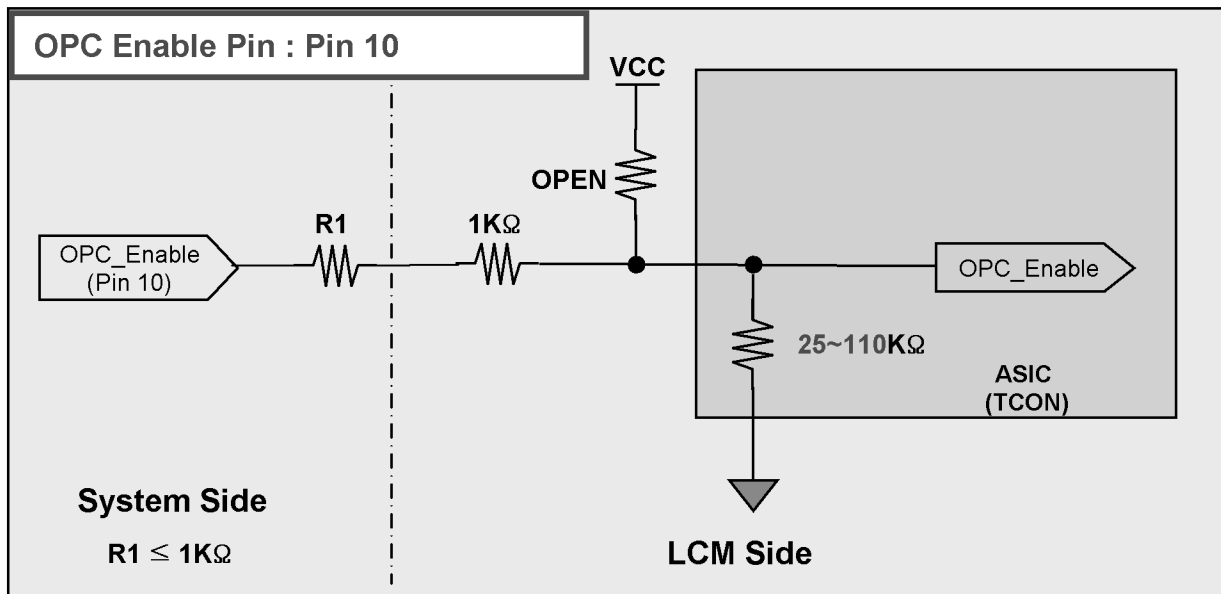 OPC Enable Pin : Pin 10
VCC
OPEN
R1
1KΩ
OPC_Enable
(Pin 10)
OPC_Enable
25~110KΩ
ASIC
(TCON)
System Side
R1 ≤ 1KΩ
LCM Side